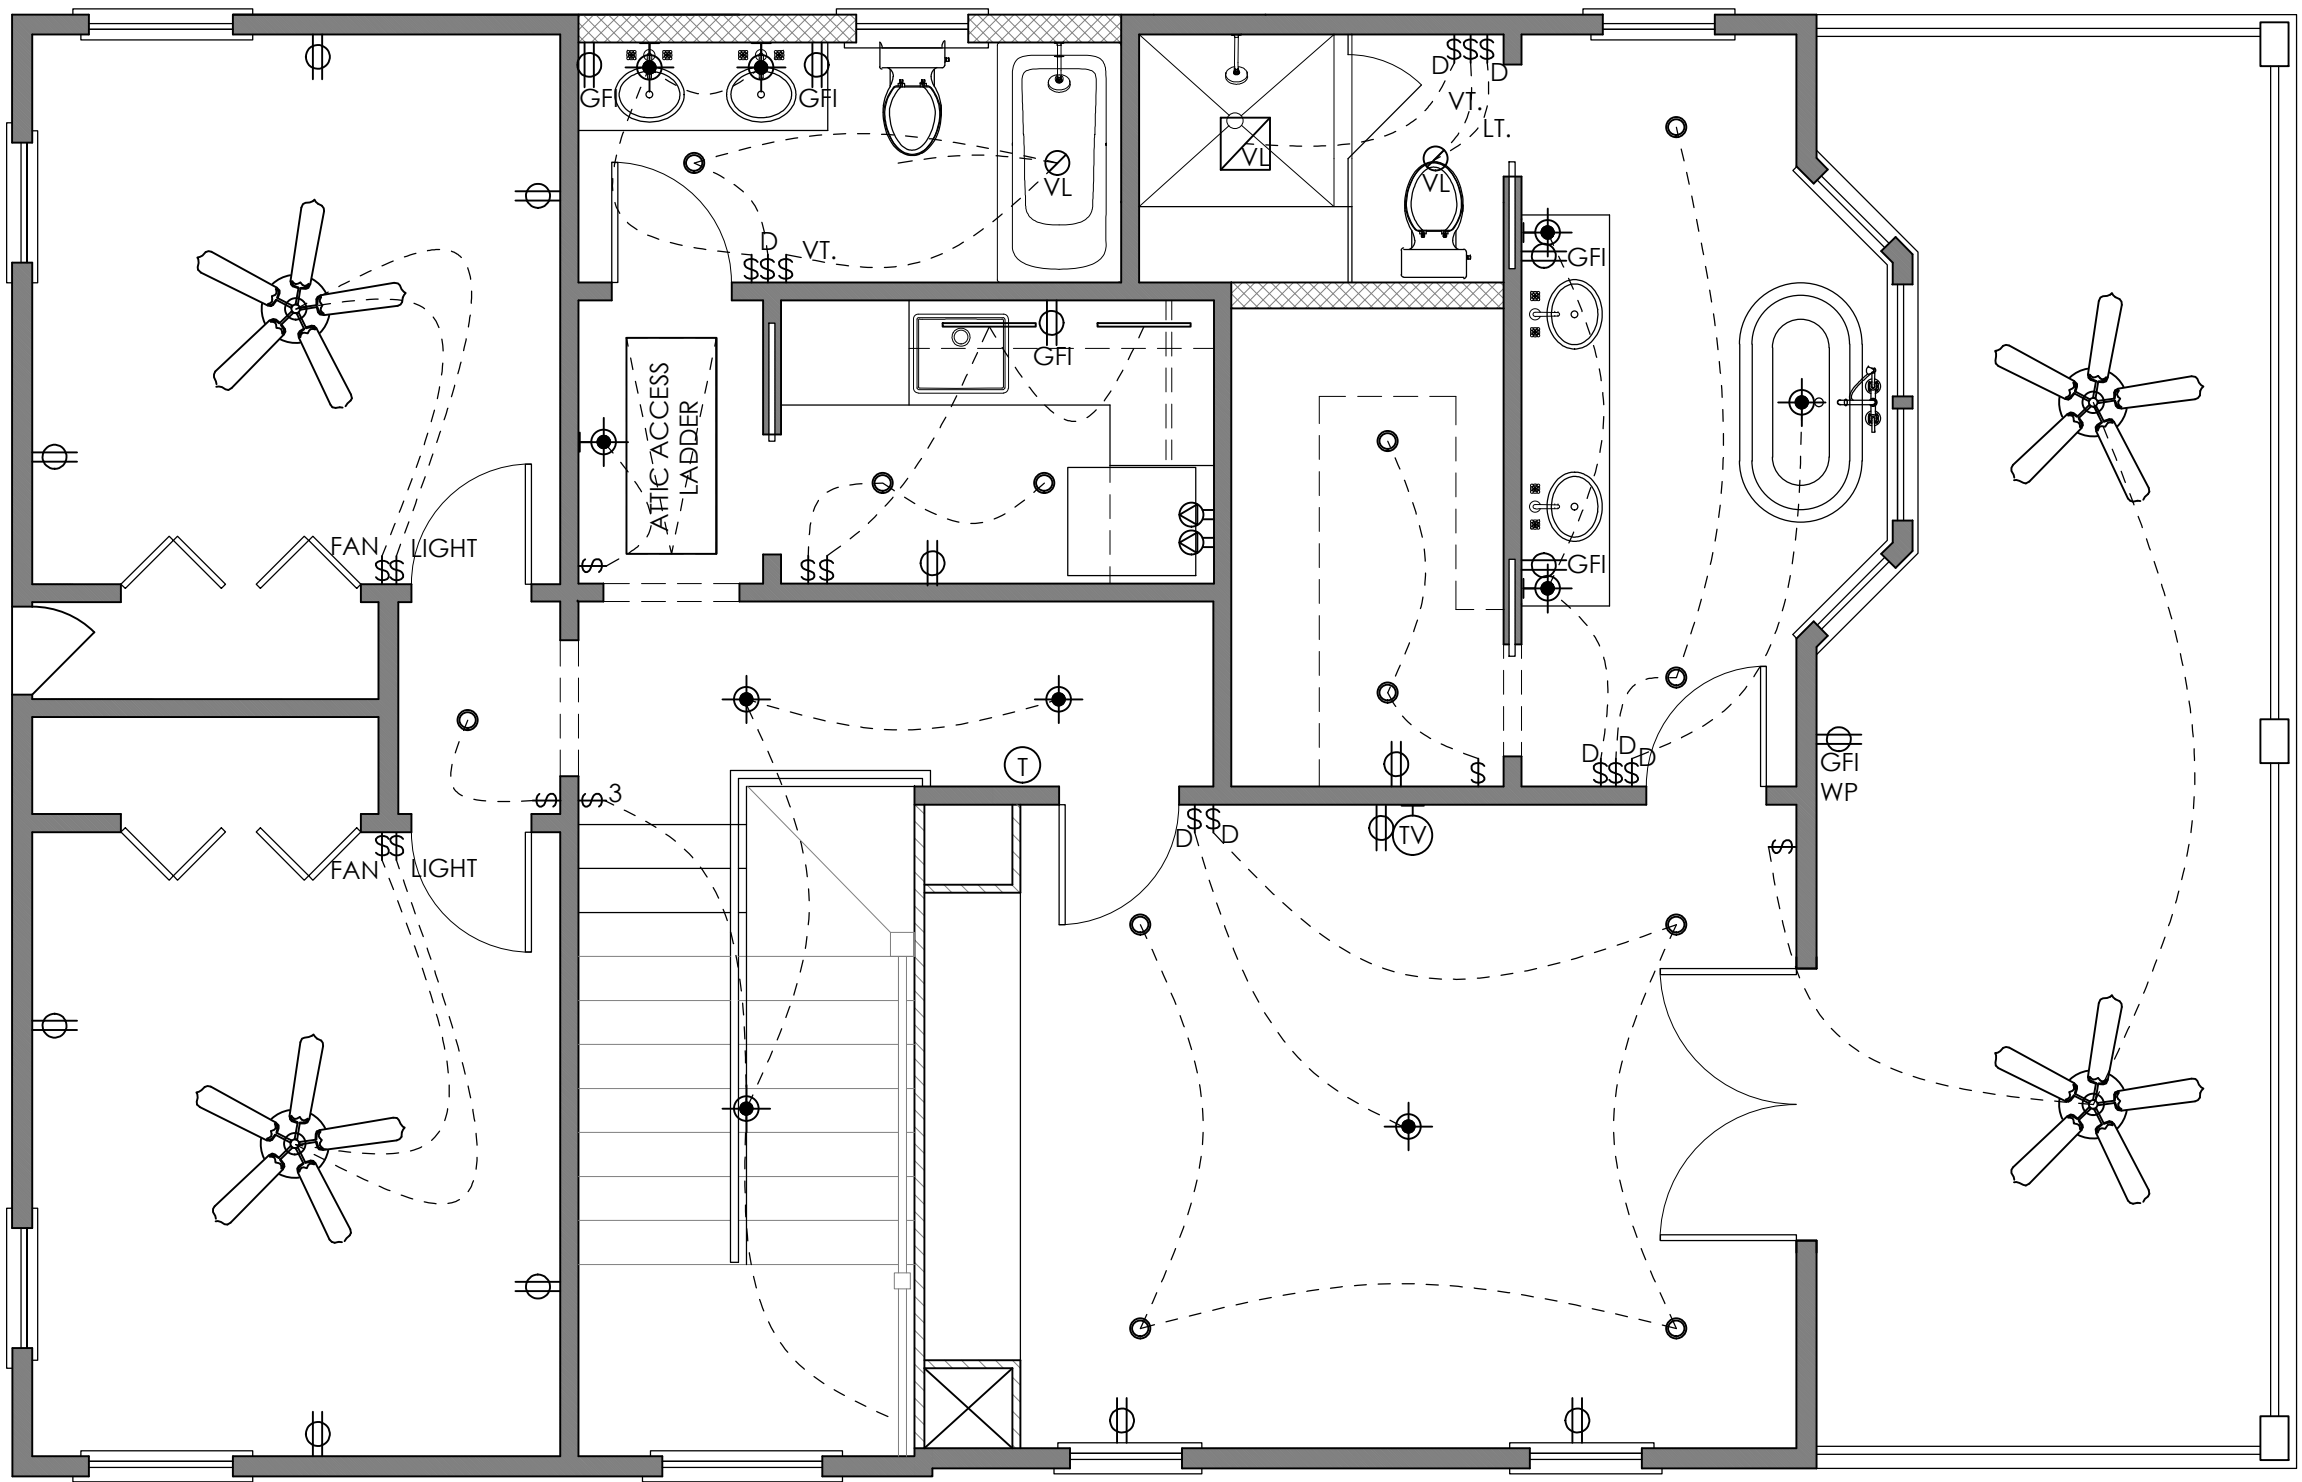 $$$
D
D
VT.
LT.
VL
VL
GFI
GFI
VL
D
VT.
$$$
GFI
GFI
GFI
ATTIC ACCESS
LADDER
FAN
LIGHT
$$
$
$$
GFI
$
$
3
T
$
D
D
D
$$$
GFI
WP
$$
D
D
TV
$
$$
FAN
LIGHT